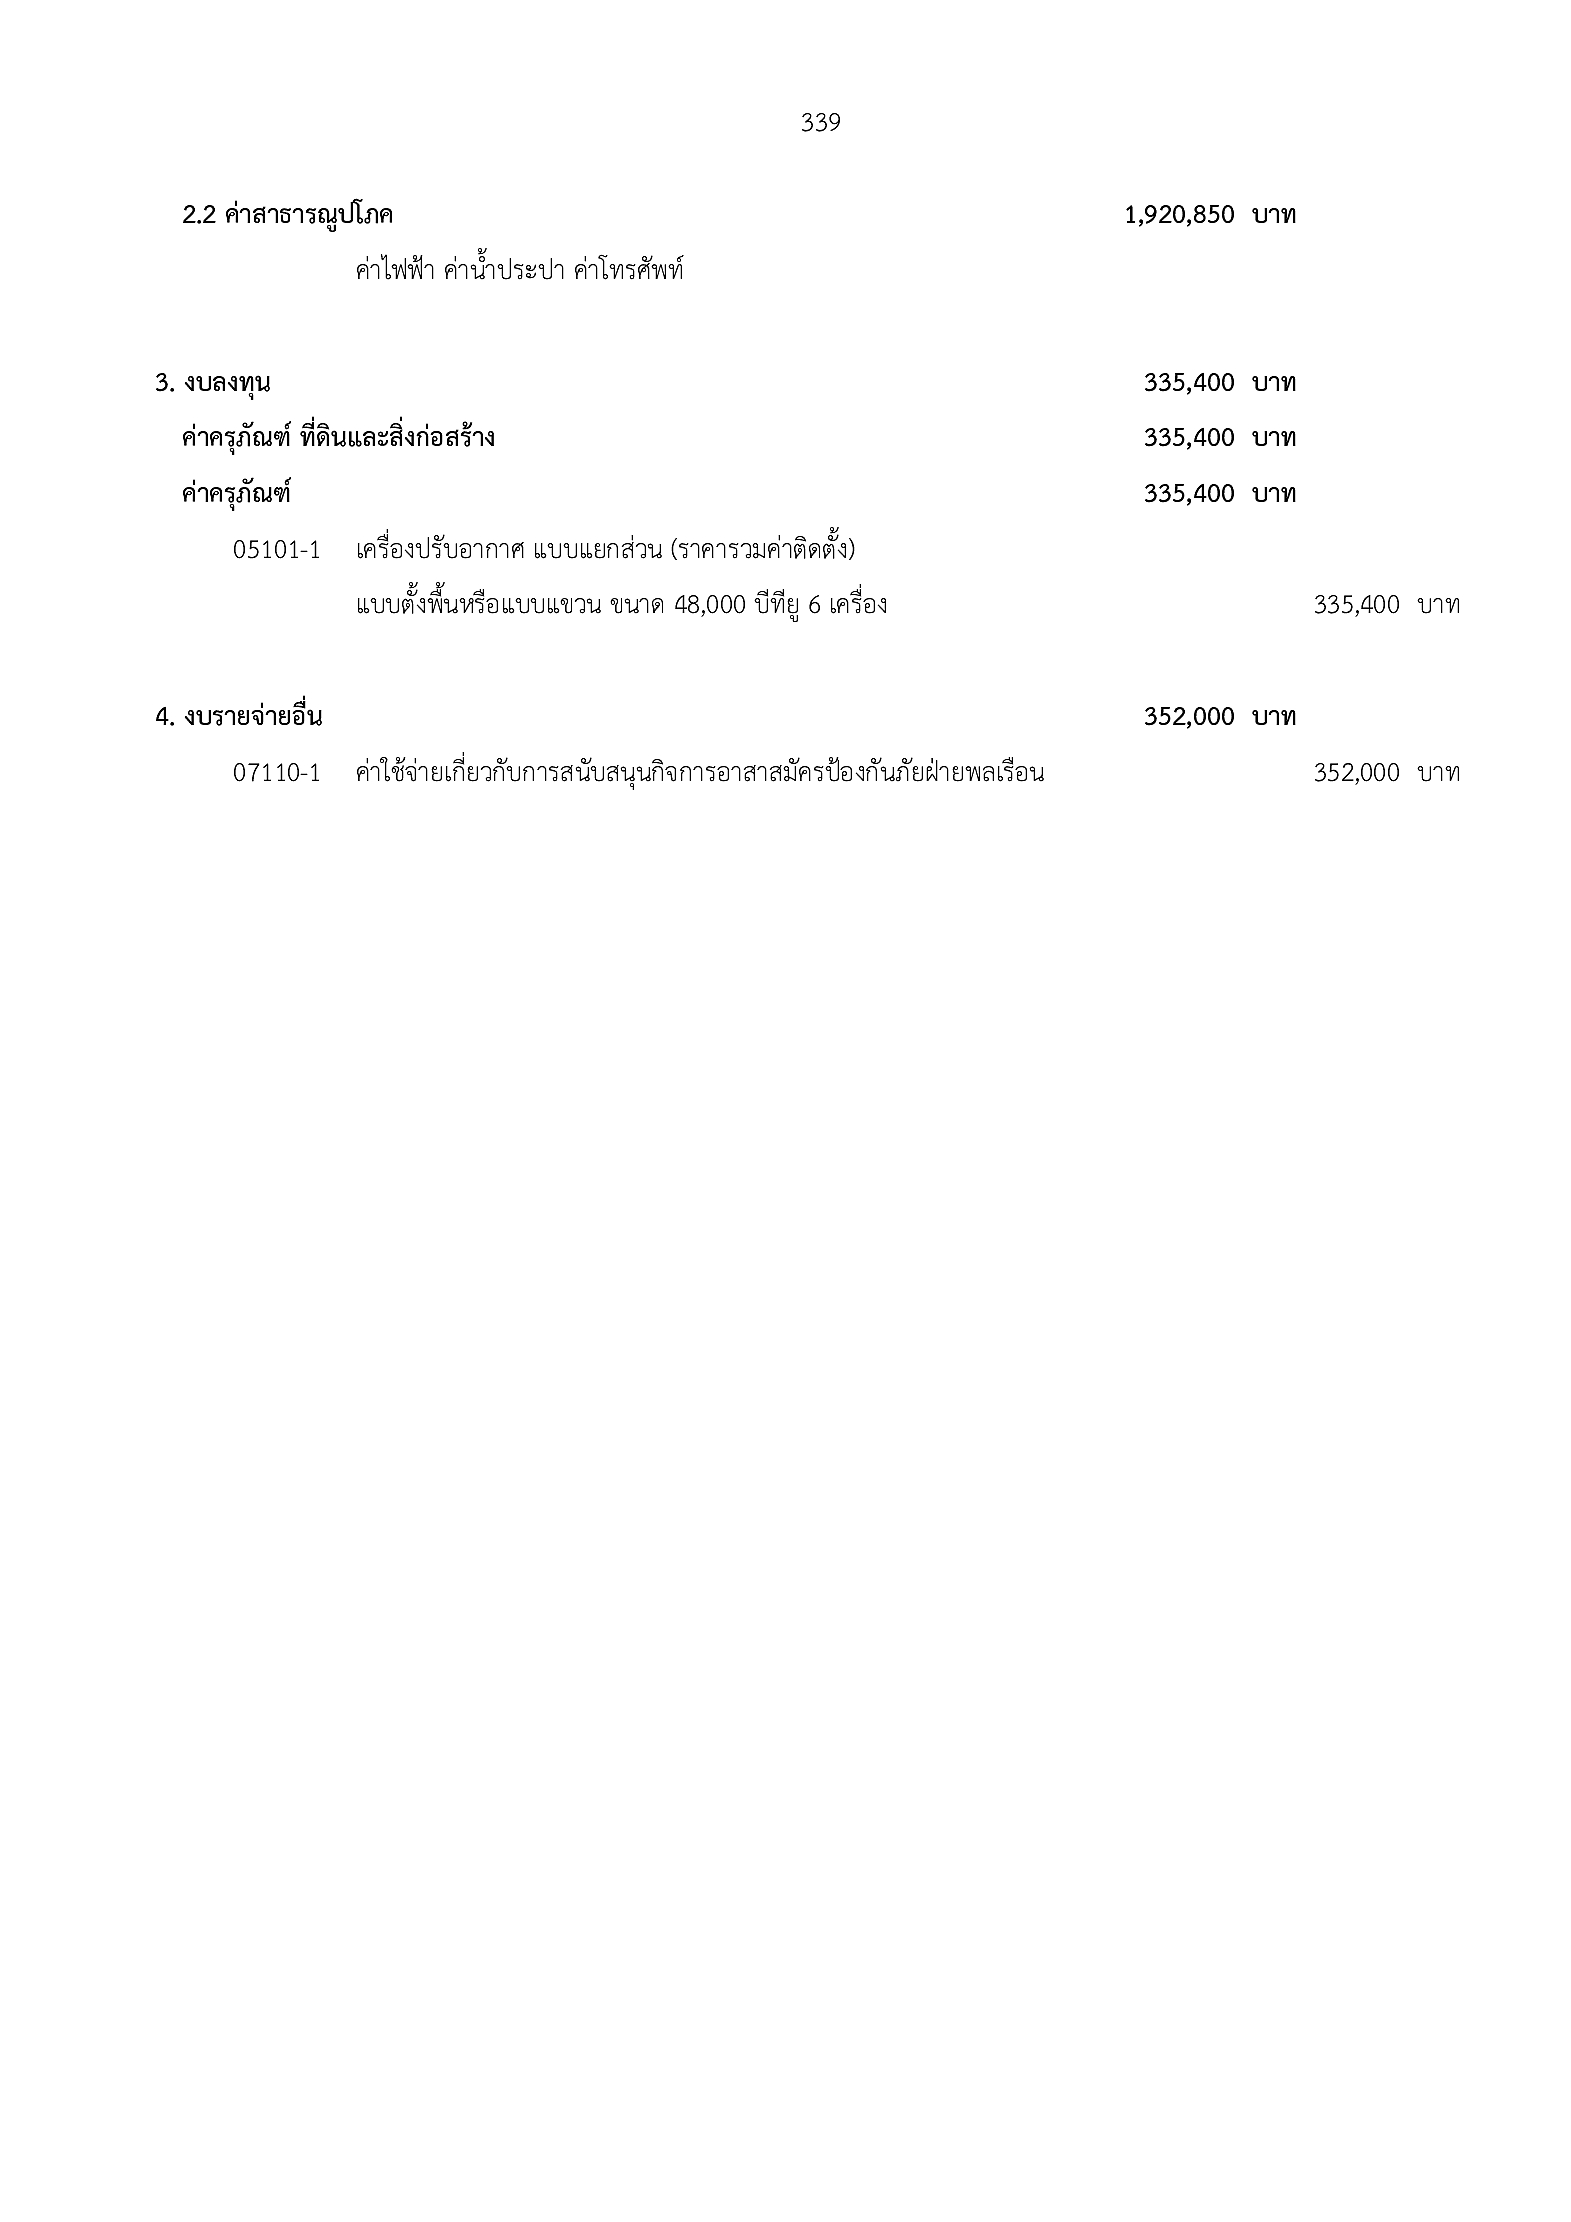 339
2.2 ค่าสาธารณูปโภค 1,920,850 บาท
ค่าไฟฟ้า ค่าน้ำประปา ค่าโทรศัพท์
3. งบลงทุน 335,400 บาท
ค่าครุภัณฑ์ ที่ดินและสิ่งก่อสร้าง 335,400 บาท
ค่าครุภัณฑ์ 335,400 บาท
05101-1 เครื่องปรับอากาศ แบบแยกส่วน (ราคารวมค่าติดตั้ง)
แบบตั้งพื้นหรือแบบแขวน ขนาด 48,000 บีทียู 6 เครื่อง 335,400 บาท
4. งบรายจ่ายอื่น 352,000 บาท
07110-1 ค่าใช้จ่ายเกี่ยวกับการสนับสนุนกิจการอาสาสมัครป้องกันภัยฝ่ายพลเรือน 352,000 บาท